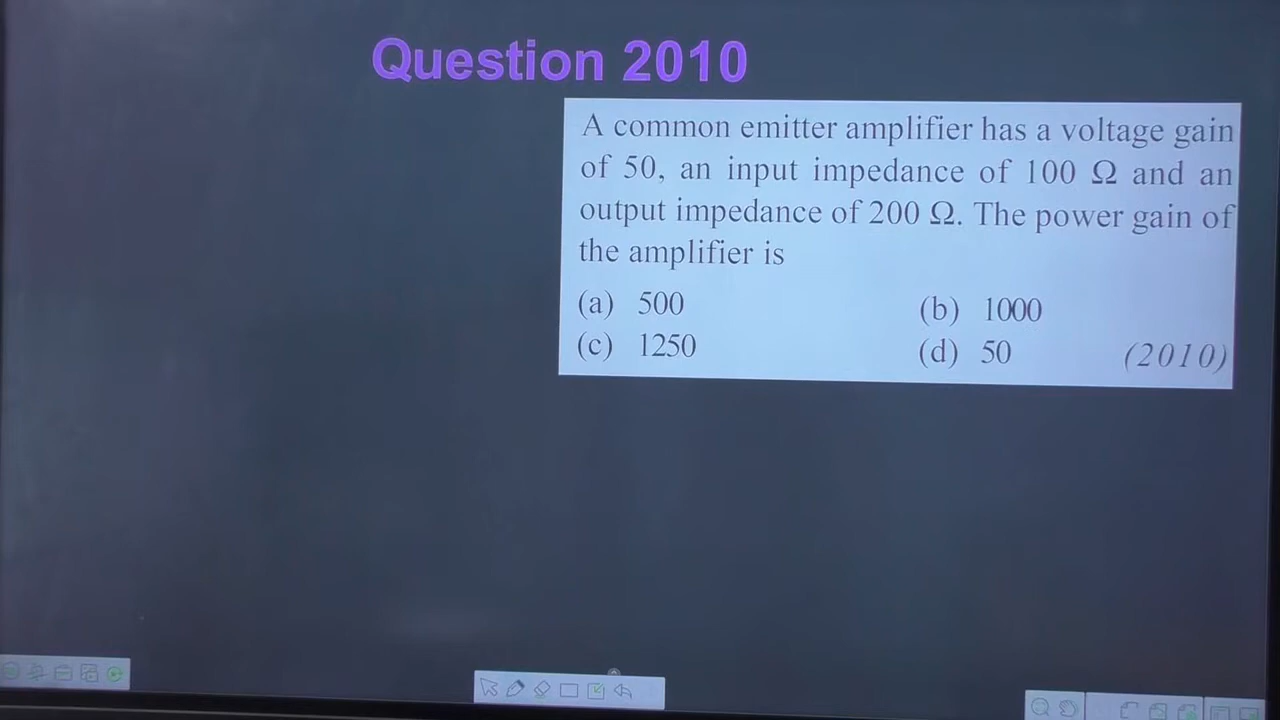 Question 2010
A common emitter amplifier has a voltage gain
of 50, an input impedance of 100 Ω and an
output impedance of 200 Ω. The power gain of
the amplifier is
(a) 500 (b) 1000
(c) 1250 (d) 50 (2010)